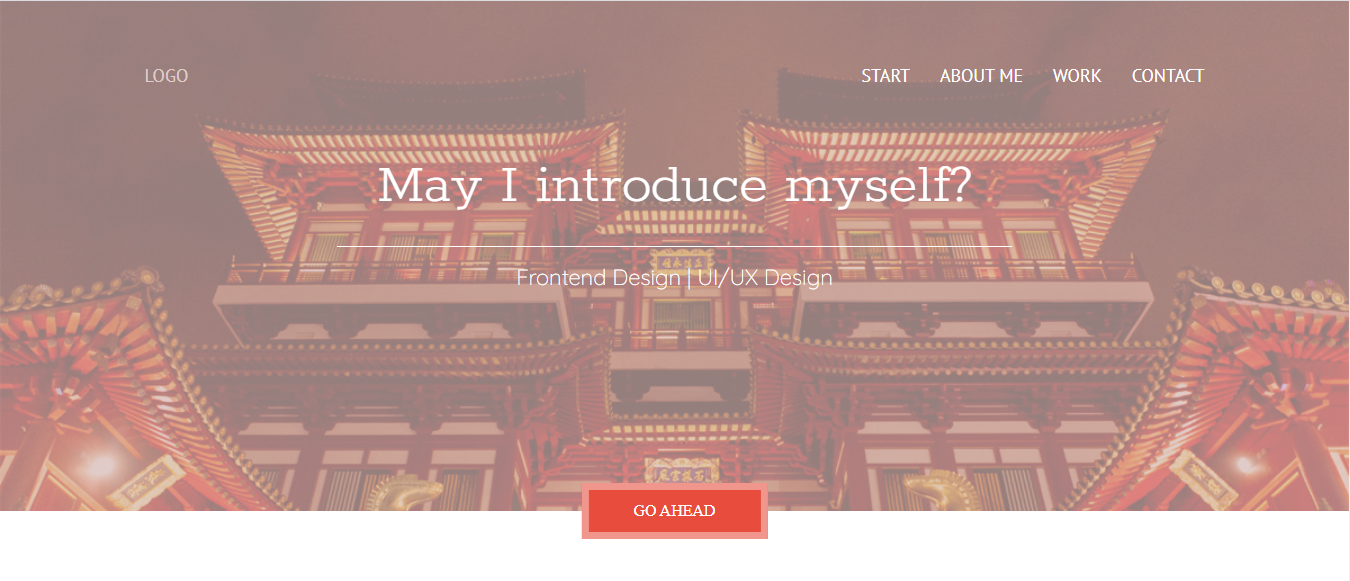 LOGO START ABOUT ME WORK CONTACT
May I introduce myself?
Frontend Design | UI/UX Design
GO AHEAD